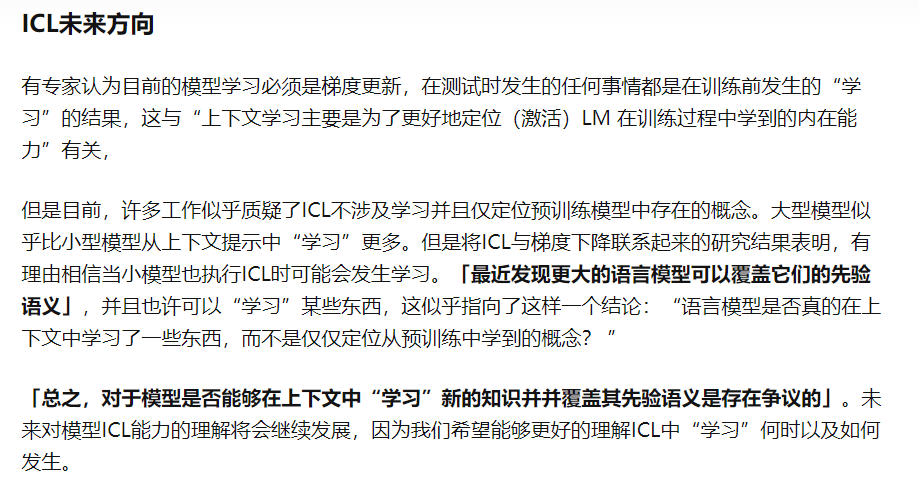 ICL未来方向
有专家认为目前的模型学习必须是梯度更新，在测试时发生的任何事情都是在训练前发生的“学
习”的结果，这与“上下文学习主要是为了更好地定位（激活）LM 在训练过程中学到的内在能
力”有关，
但是目前，许多工作似乎质疑了ICL不涉及学习并且仅定位预训练模型中存在的概念。大型模型似
乎比小型模型从上下文提示中“学习”更多。但是将ICL与梯度下降联系起来的研究结果表明，有
理由相信当小模型也执行ICL时可能会发生学习。「最近发现更大的语言模型可以覆盖它们的先验
语义」，并且也许可以“学习”某些东西，这似乎指向了这样一个结论：“语言模型是否真的在上
下文中学习了一些东西，而不是仅仅定位从预训练中学到的概念？”
「总之，对于模型是否能够在上下文中“学习”新的知识并并覆盖其先验语义是存在争议的」。未
来对模型ICL能力的理解将会继续发展，因为我们希望能够更好的理解ICL中“学习”何时以及如何
发生。